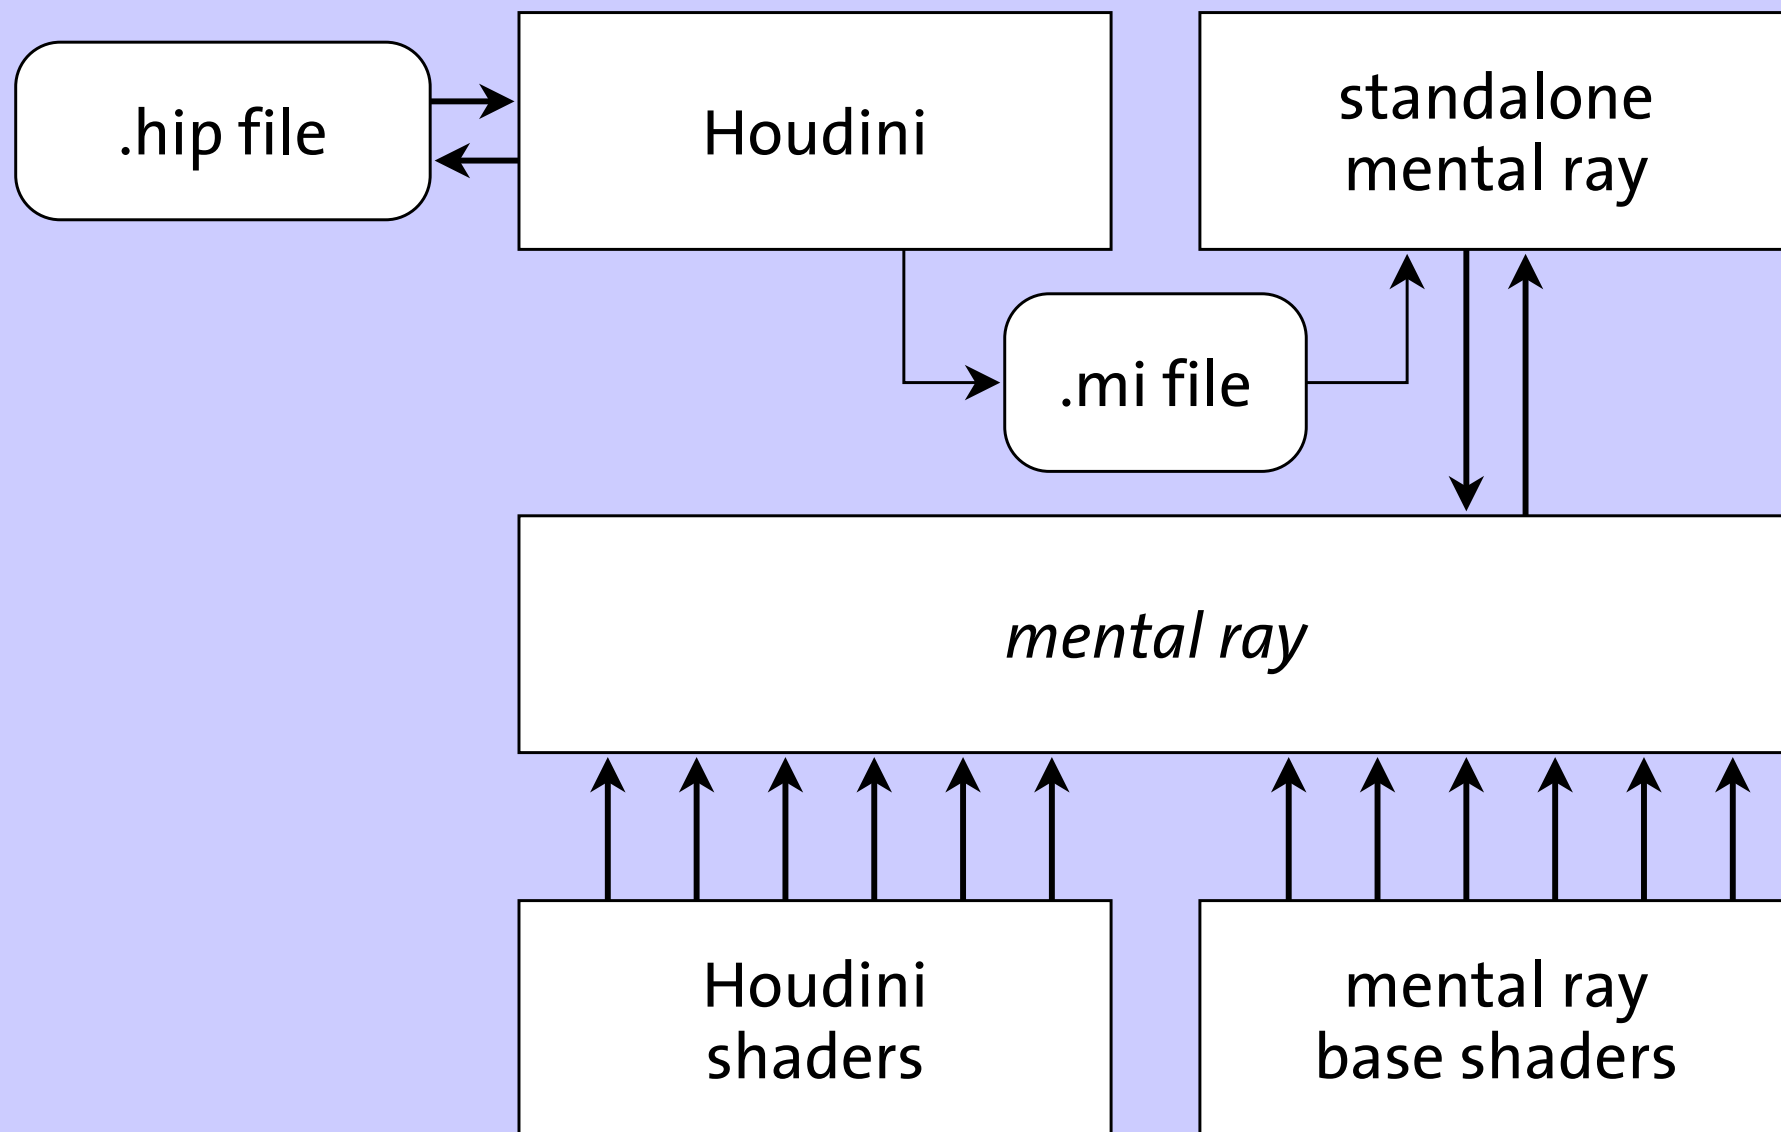 .hip file
Houdini
standalone
mental ray
.mi file
mental ray
Houdini
shaders
mental ray
base shaders